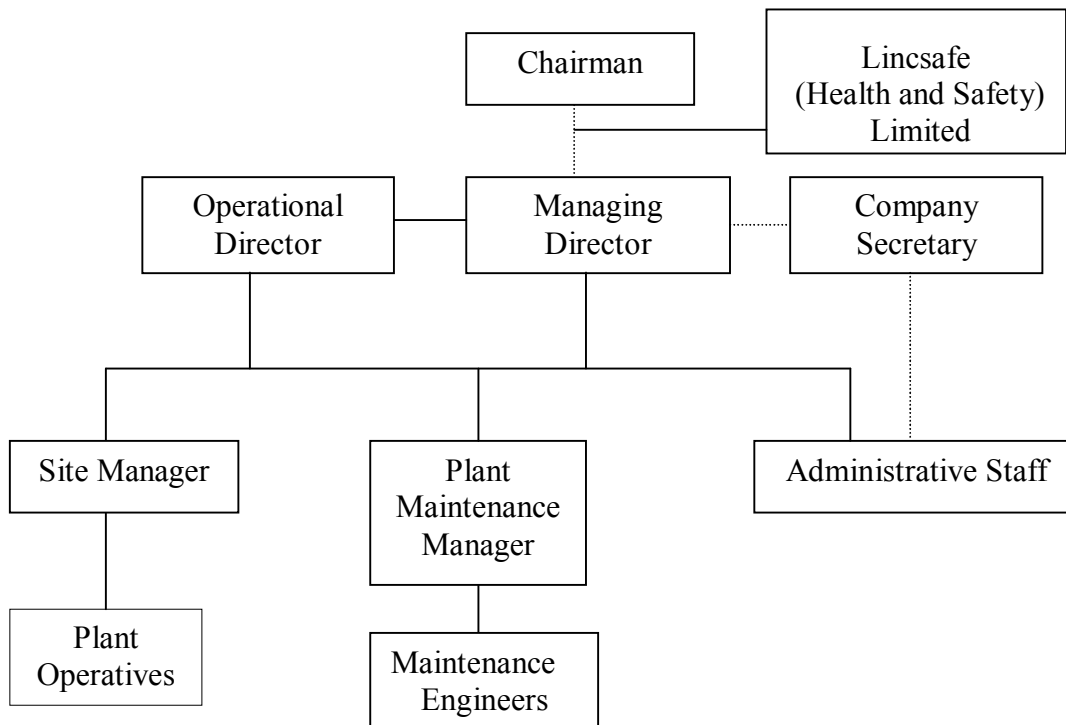 Chairman
Lincsafe
(Health and Safety)
Limited
Operational
Director
Managing
Director
Company
Secretary
Site Manager
Plant
Maintenance
Manager
Administrative Staff
Plant
Operatives
Maintenance
Engineers